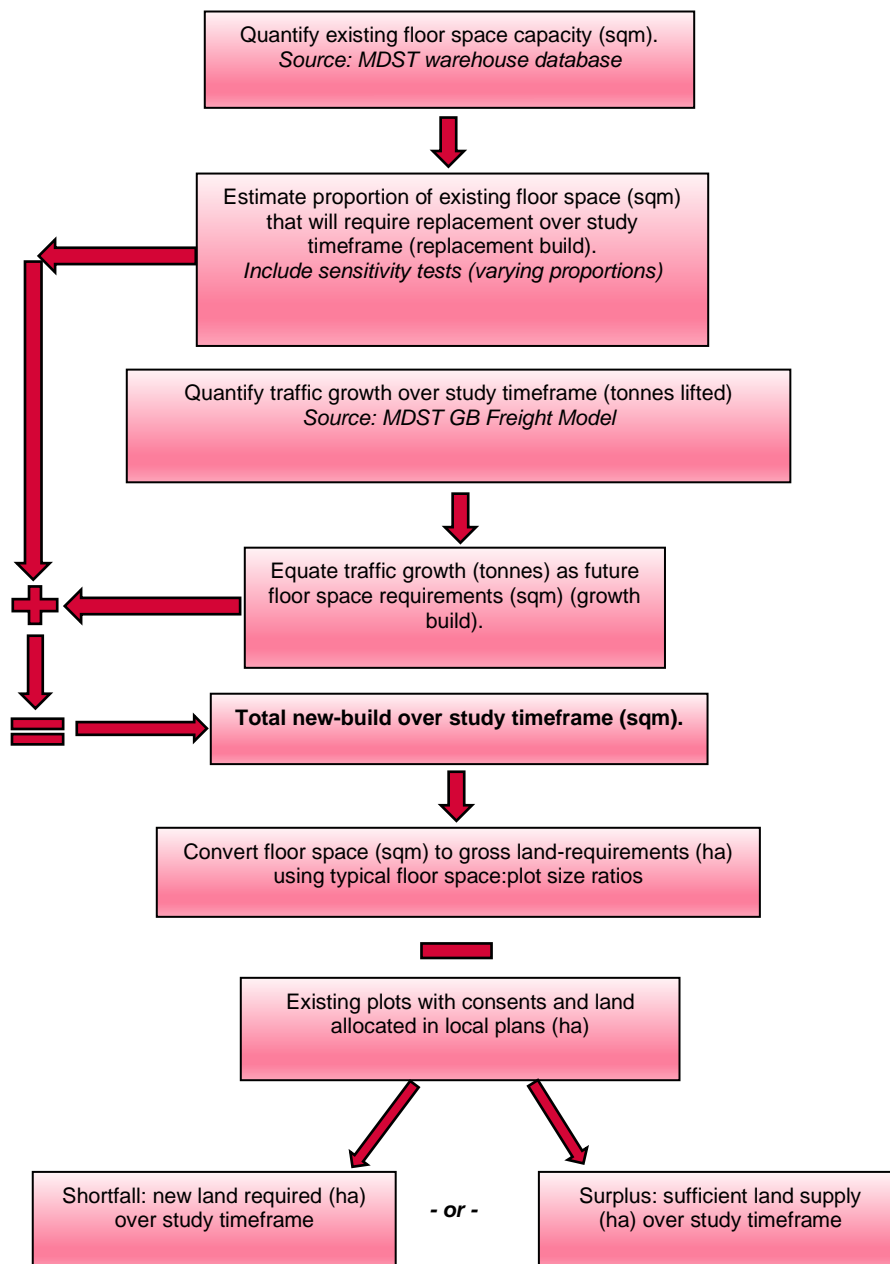 Quantify existing floor space capacity (sqm).
Source: MDST warehouse database
Estimate proportion of existing floor space (sqm)
that will require replacement over study
timeframe (replacement build).
Include sensitivity tests (varying proportions)
Quantify traffic growth over study timeframe (tonnes lifted)
Source: MDST GB Freight Model
Equate traffic growth (tonnes) as future
floor space requirements (sqm) (growth
build).
Total new-build over study timeframe (sqm).
Convert floor space (sqm) to gross land-requirements (ha)
using typical floor space:plot size ratios
Existing plots with consents and land
allocated in local plans (ha)
Shortfall: new land required (ha)
over study timeframe
- or -
Surplus: sufficient land supply
(ha) over study timeframe